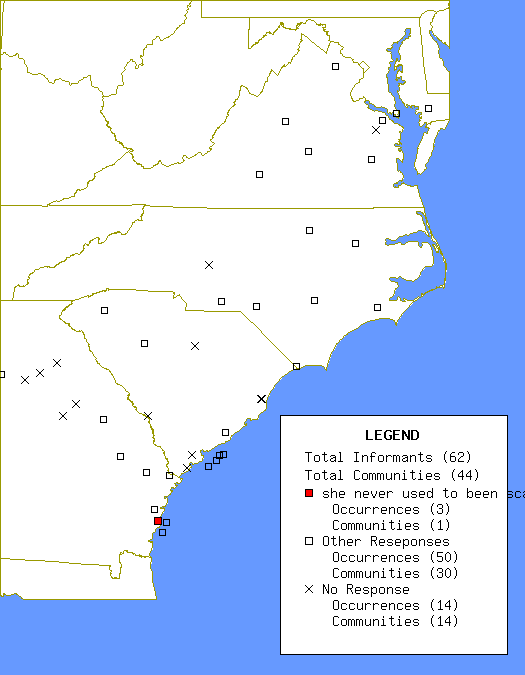 LEGEND
Total Informants (62)
Total Communities (44)
she never used to been sca
Occurrences (3)
Communities (1)
Other Reseponses
Occurrences (50)
Communities (30)
No Response
Occurrences (14)
Communities (14)